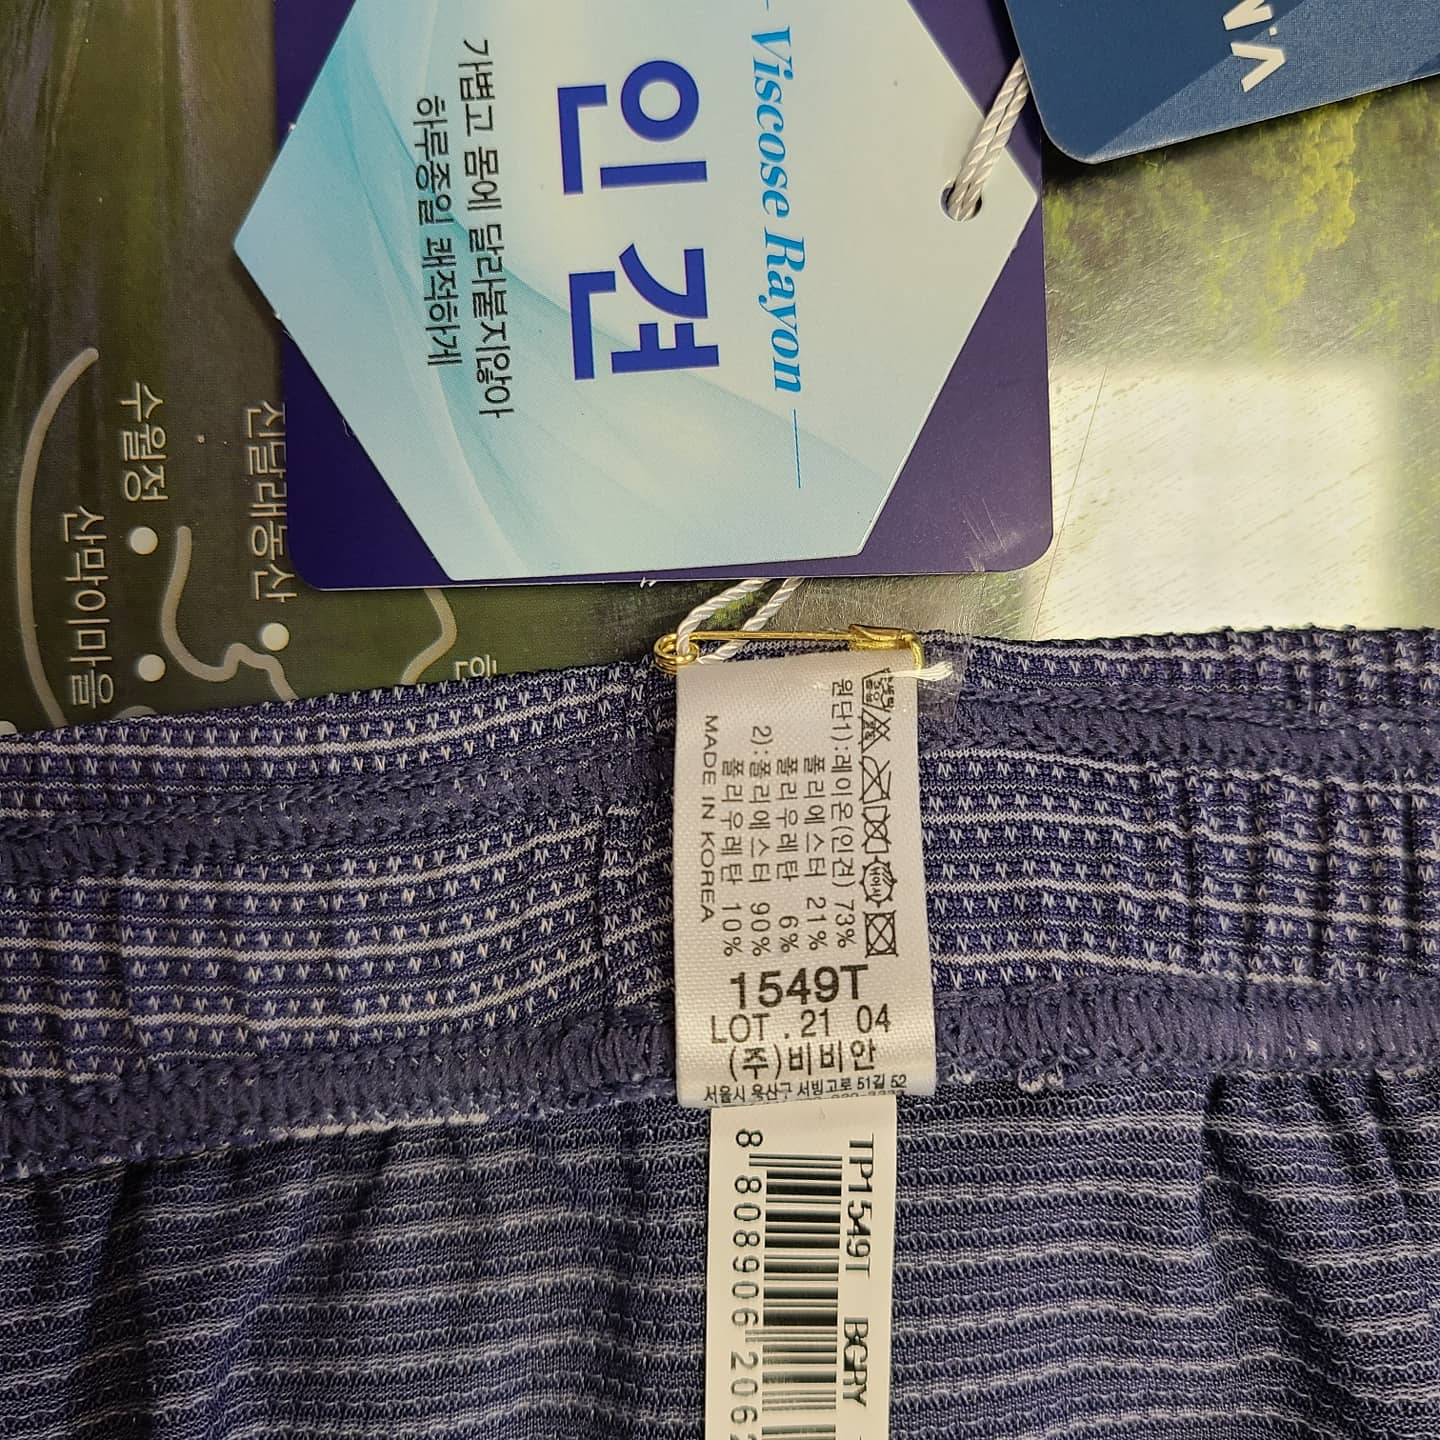 Viscose Rayon
인견
가볍고 몸에 달라붙지않아
하루종일 쾌적하게
수월정
진달래동산
산막이마을
원단(1):레이온(인견) 73%
폴리에스터 21%
폴리우레탄 6%
2):폴리에스터 90%
폴리우레탄 10%
MADE IN KOREA
1549T
LOT . 21 04
(주)비비안
서울시 용산구 서빙고로 51길 52
TP1549T BGRY
8 808906 206